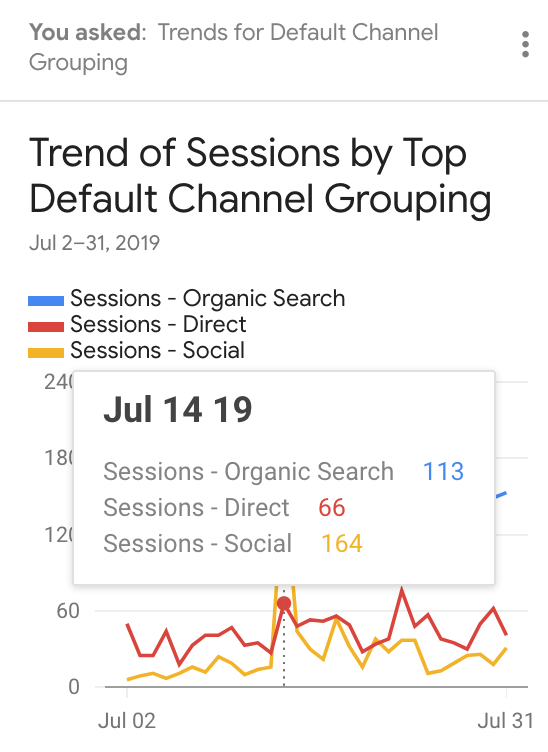 You asked: Trends for Default Channel
Grouping
Trend of Sessions by Top
Default Channel Grouping
Jul 2–31, 2019
Sessions - Organic Search
Sessions - Direct
Sessions - Social
240
Jul 14 19
180
Sessions - Organic Search 113
Sessions - Direct 66
120
Sessions - Social 164
60
0
Jul 02 Jul 31